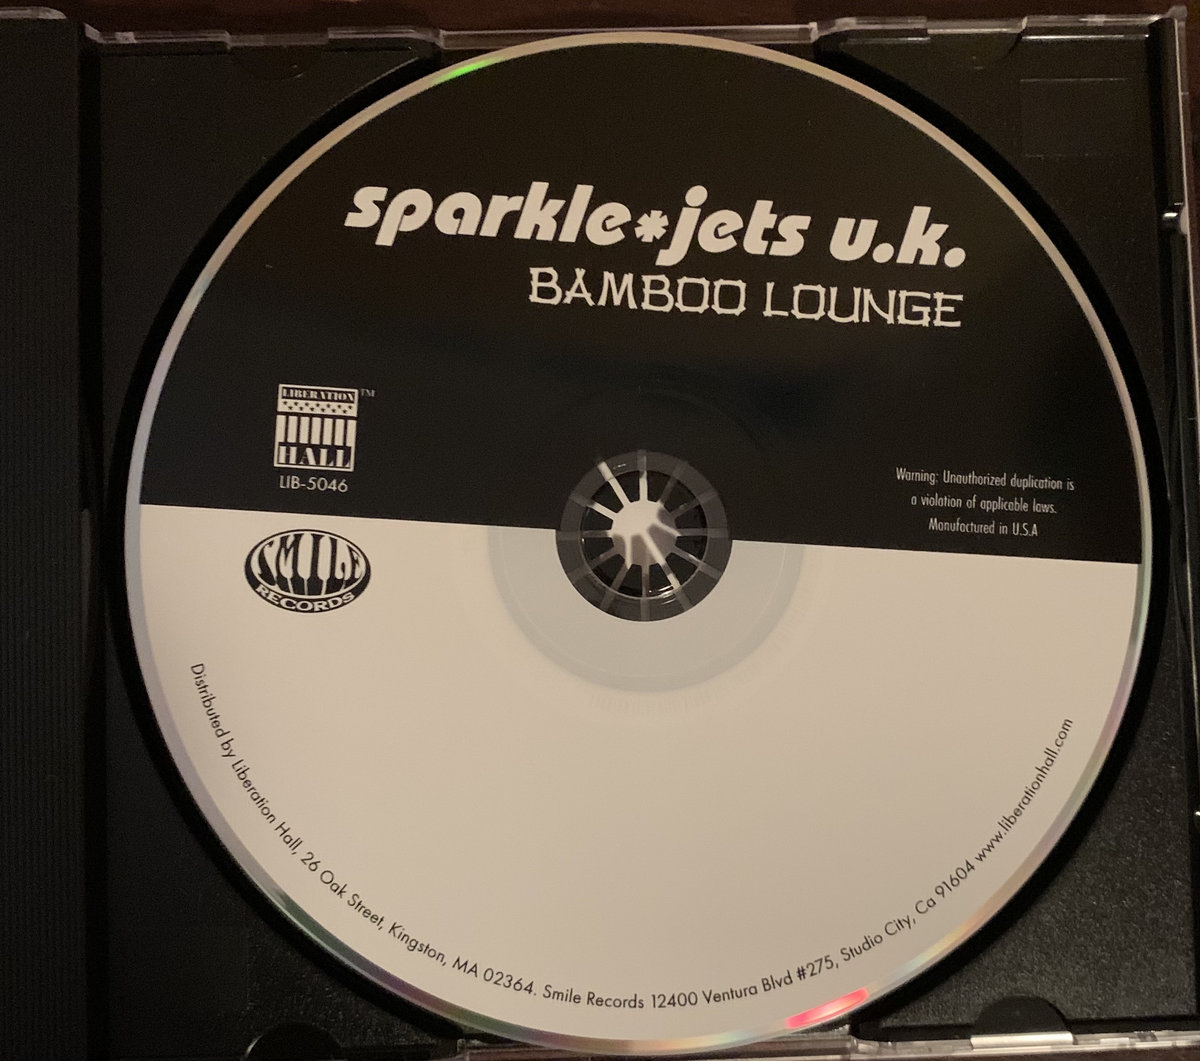 sparkle*jets u.k.
BAMBOO LOUNGE
LIBERATION TM
HALL
LIB-5046
Warning: Unauthorized duplication is
a violation of applicable laws.
Manufactured in U.S.A
SMILE
RECORDS
Distributed by Liberation Hall, 26 Oak Street, Kingston, MA 02364. Smile Records 12400 Ventura Blvd #275, Studio City, Ca 91604 www.liberationhall.com